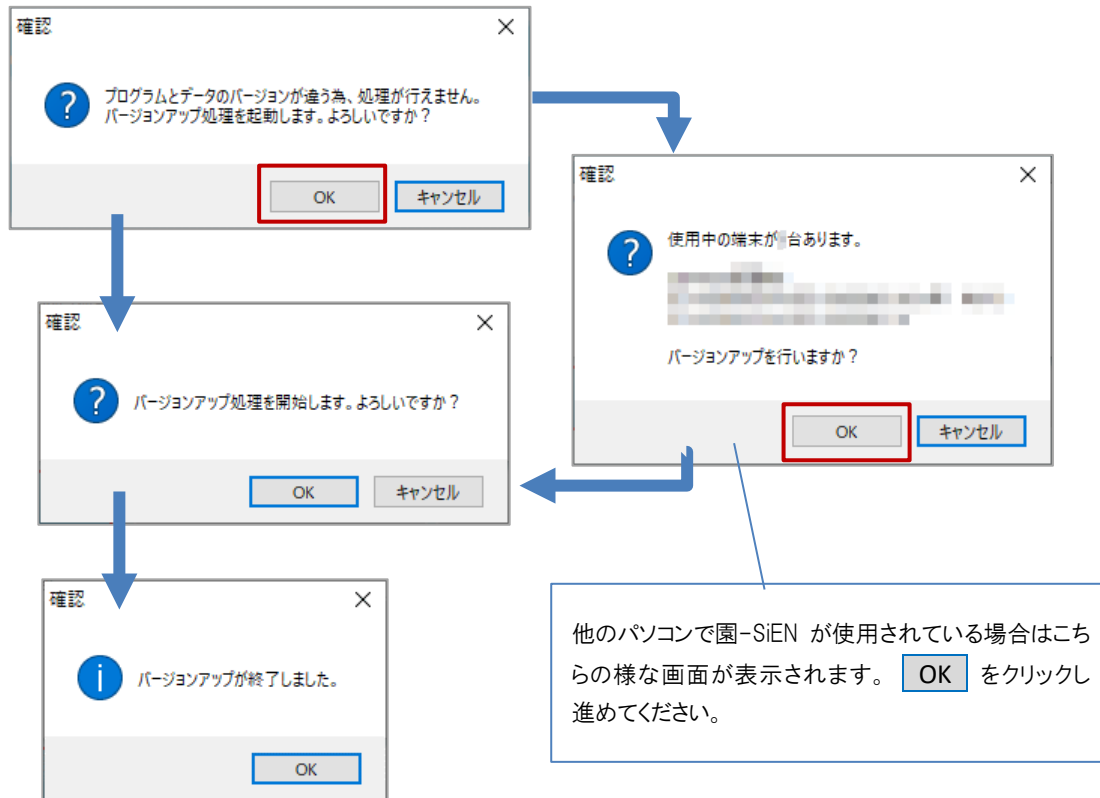 確認
プログラムとデータのバージョンが違う為、処理が行えません。
バージョンアップ処理を起動します。よろしいですか？
OK
キャンセル
確認
使用中の端末が 台あります。
バージョンアップを行いますか？
OK
キャンセル
確認
バージョンアップ処理を開始します。よろしいですか？
OK
キャンセル
確認
バージョンアップが終了しました。
OK
他のパソコンで園-SiEN が使用されている場合はこち
らの様な画面が表示されます。 OK をクリックし
進めてください。